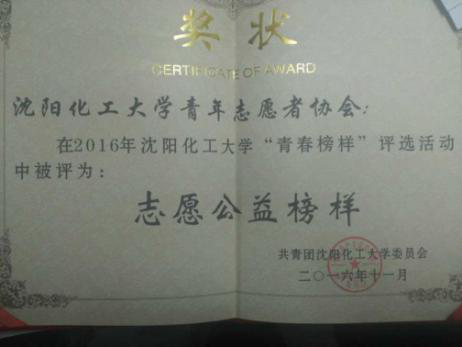 奖状
CERTIFICATE OF AWARD
沈阳化工大学青年志愿者协会:
在2016年沈阳化工大学“青春榜样”评选活动
中被评为:
志愿公益榜样
共青团沈阳化工大学委员会
二〇一六年十一月